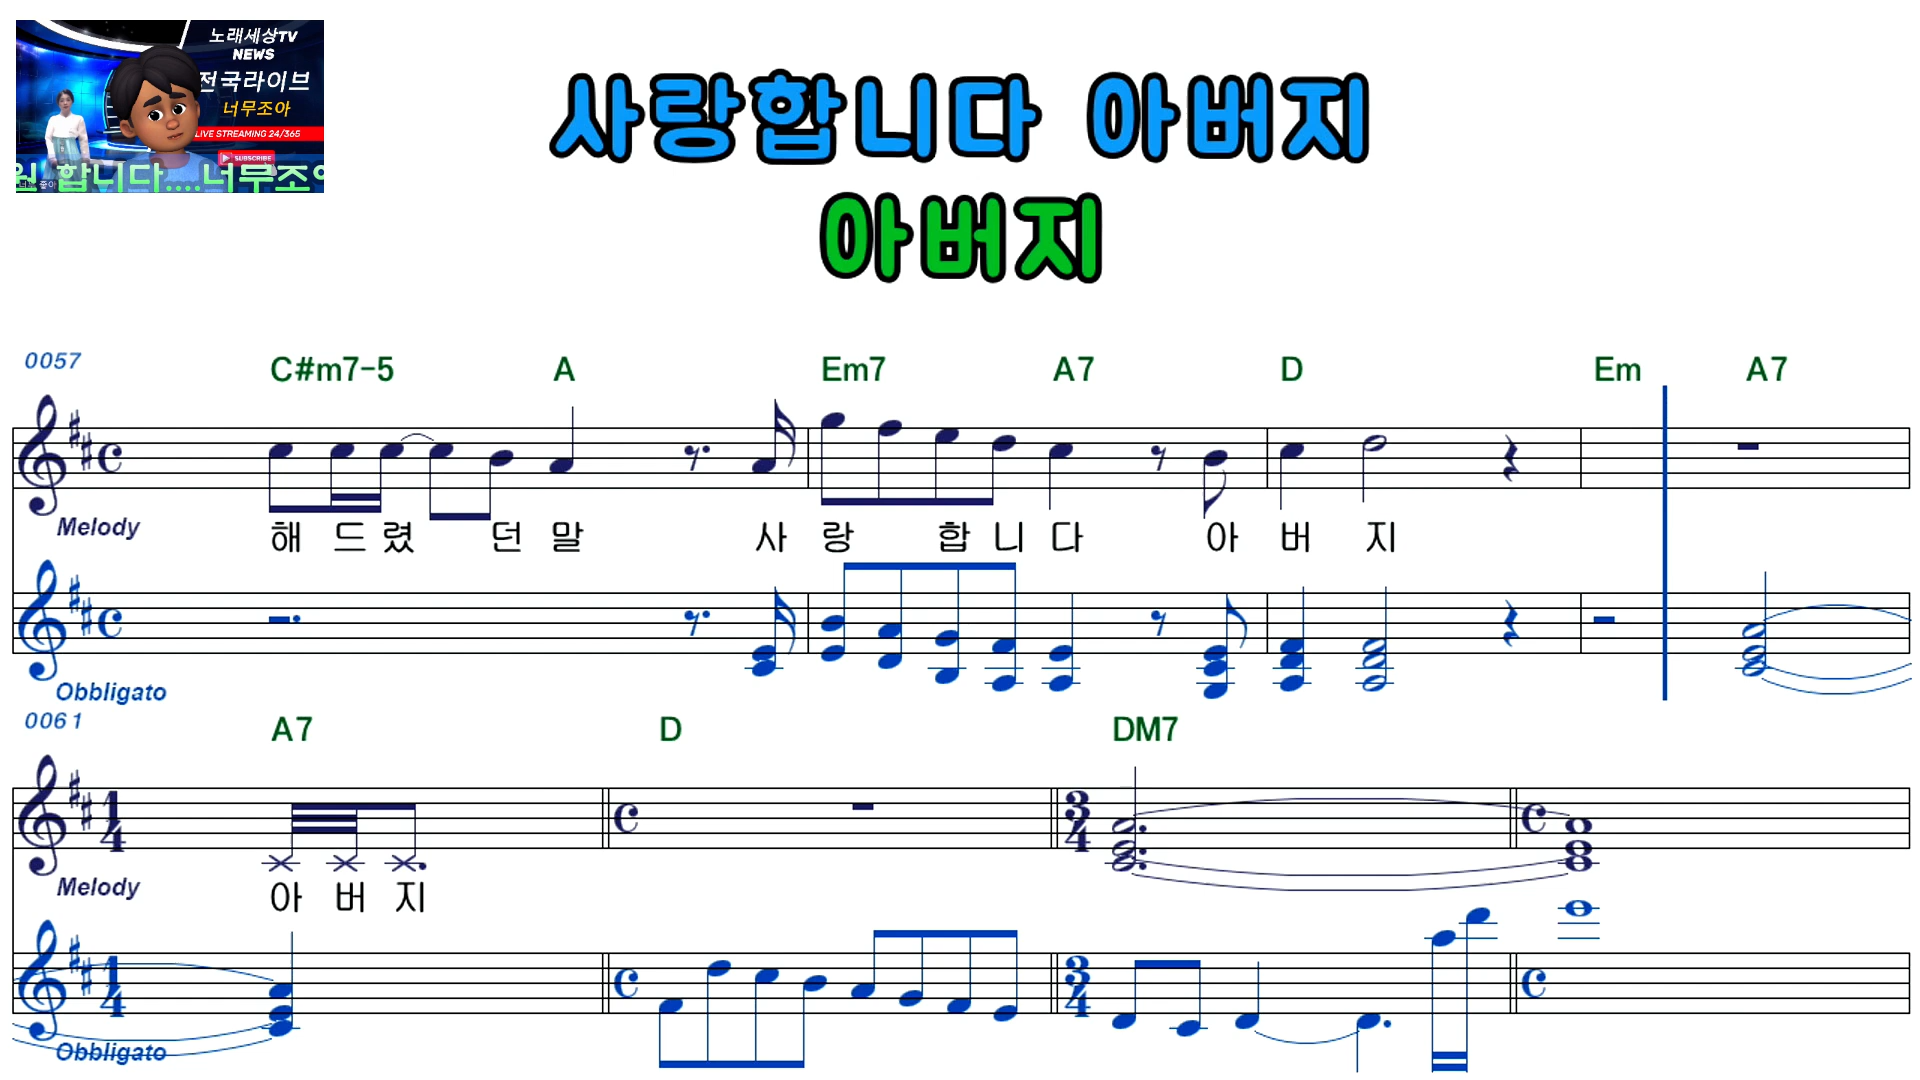 노래세상TV
NEWS
전국라이브
너무조아
LIVE STREAMING 24/365
SUBSCRIBE
합니다....너무조아
사랑합니다 아버지
아버지
0057
C#m7-5 A Em7 A7 D Em A7
Melody
해 드 렸 던 말 사 랑 합 니 다 아 버 지
Obbligato
0061
A7 D DM7
Melody
아 버 지
Obbligato